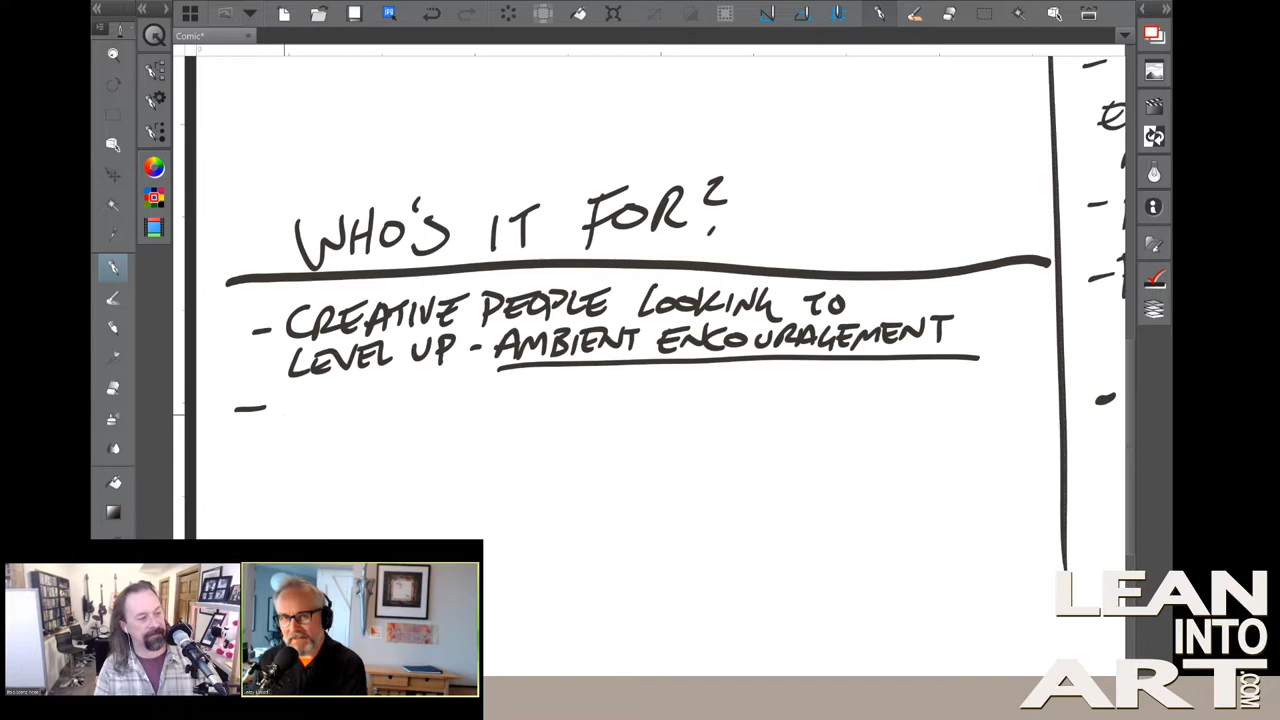 Comic*
WHO'S IT FOR?
- CREATIVE PEOPLE LOOKING TO
LEVEL UP - AMBIENT ENCOURAGEMENT
-
LEAN
INTO
ART
.COM